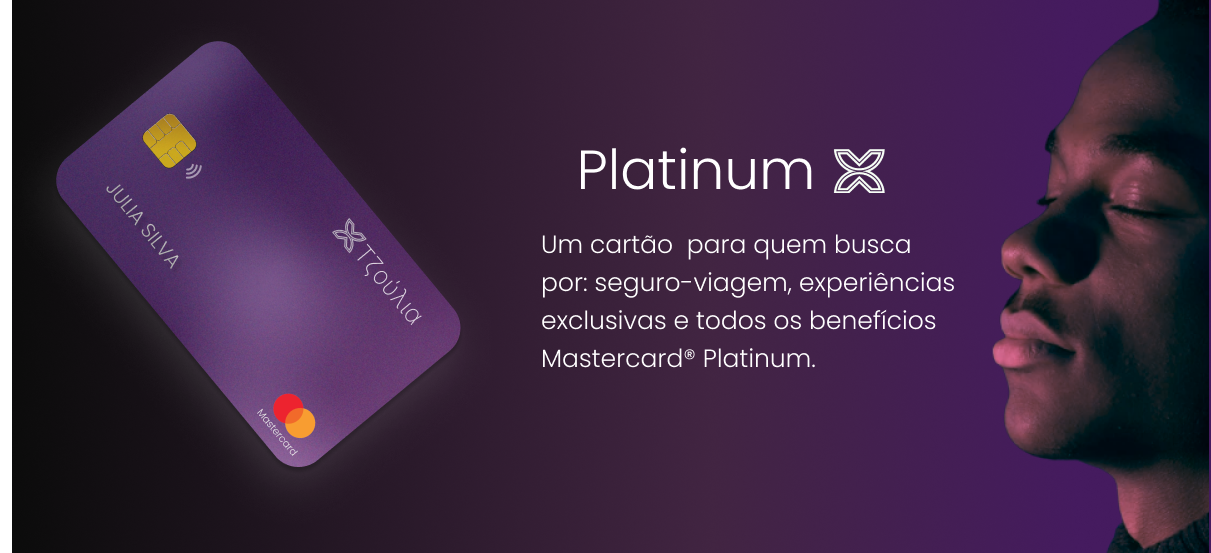 JULIA SILVA
Τζούλια
Mastercard
Platinum
Um cartão  para quem busca
por: seguro-viagem, experiências
exclusivas e todos os benefícios
Mastercard® Platinum.